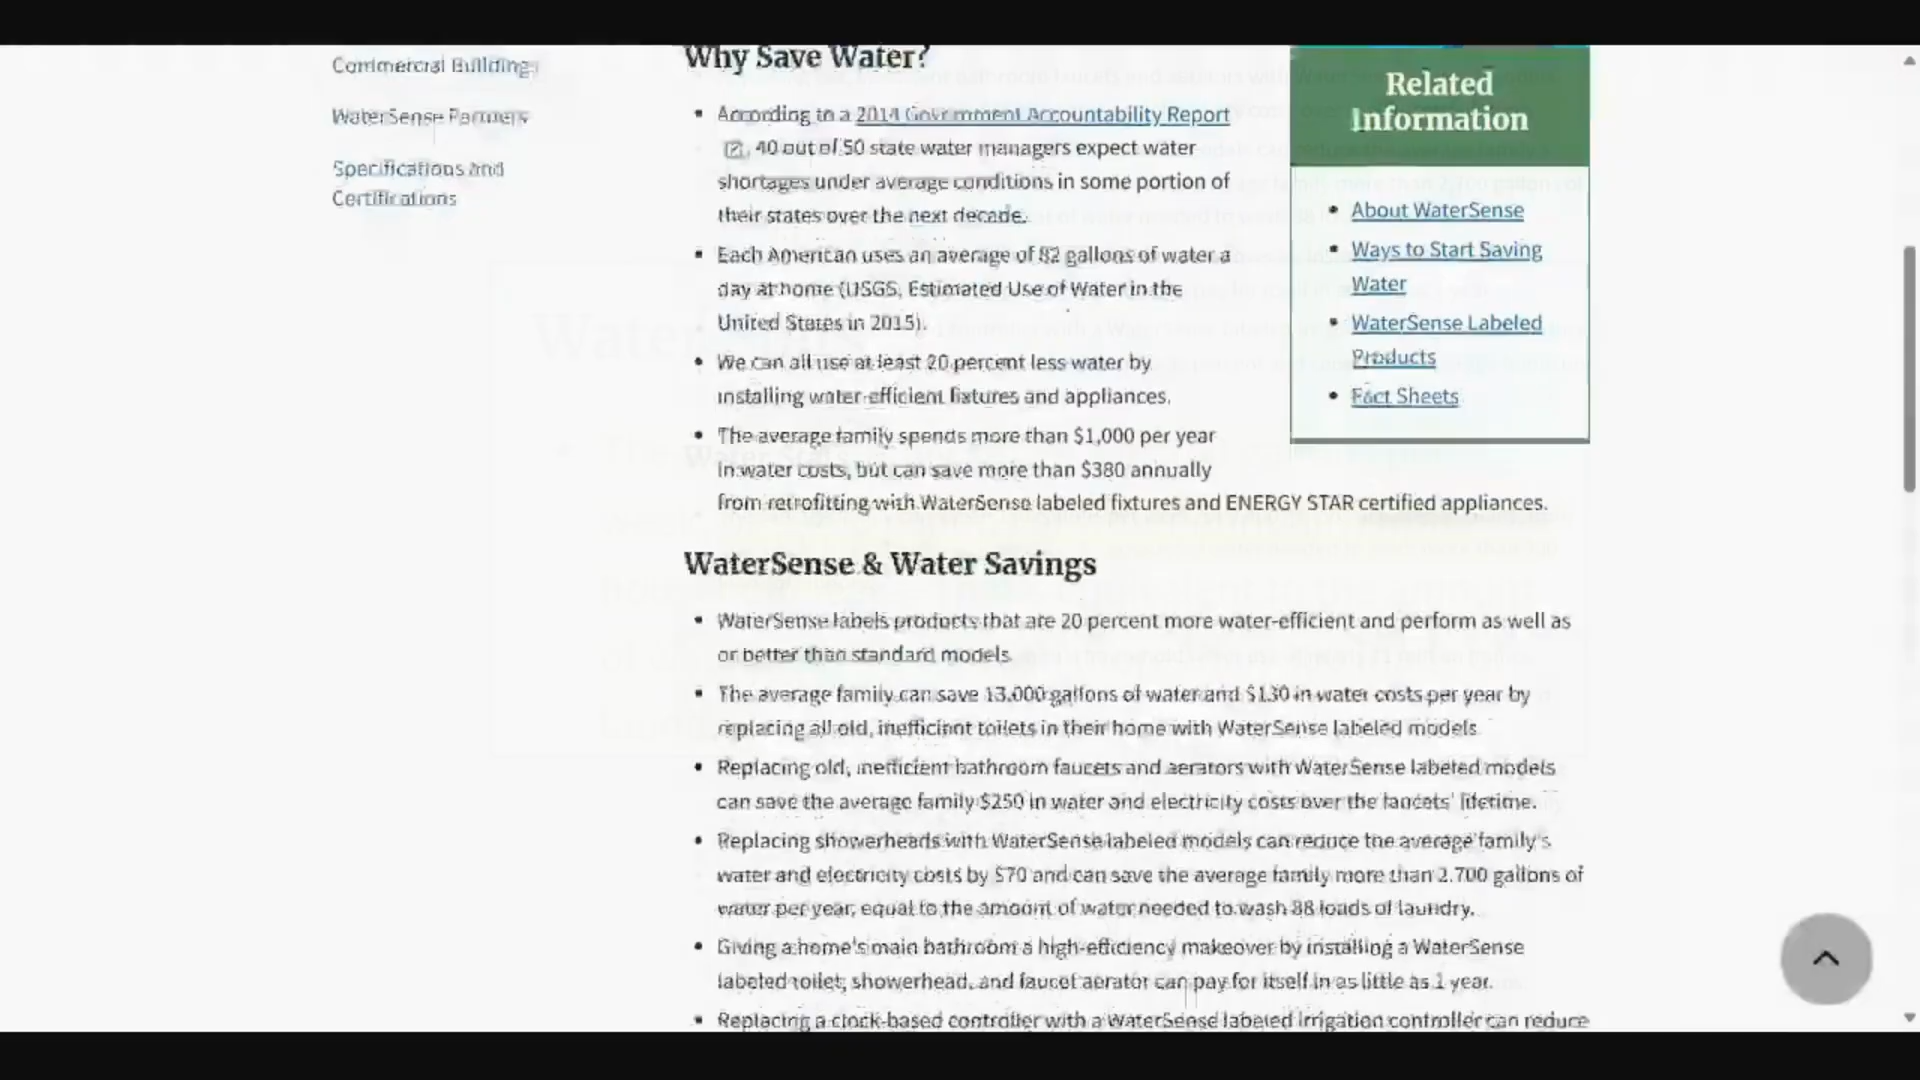 Commercial Buildings
WaterSense Partners
Specifications and
Certifications
Why Save Water?
• According to a 2014 Government Accountability Report
40 out of 50 state water managers expect water
shortages under average conditions in some portion of
their states over the next decade.
• Each American uses an average of 82 gallons of water a
day at home (USGS, Estimated Use of Water in the
United States in 2015).
• We can all use at least 20 percent less water by
installing water-efficient fixtures and appliances.
• The average family spends more than $1,000 per year
in water costs, but can save more than $380 annually
from retrofitting with WaterSense labeled fixtures and ENERGY STAR certified appliances.
Related
Information
• About WaterSense
• Ways to Start Saving
Water
• WaterSense Labeled
Products
• Fact Sheets
WaterSense & Water Savings
• WaterSense labels products that are 20 percent more water-efficient and perform as well as
or better than standard models.
• The average family can save 13,000 gallons of water and $130 in water costs per year by
replacing all old, inefficient toilets in their home with WaterSense labeled models
• Replacing old, inefficient bathroom faucets and aerators with WaterSense labeled models
can save the average family $250 in water and electricity costs over the faucets' lifetime.
• Replacing showerheads with WaterSense labeled models can reduce the average family's
water and electricity costs by $70 and can save the average family more than 2,700 gallons of
water per year, equal to the amount of water needed to wash 88 loads of laundry.
• Giving a home's main bathroom a high-efficiency makeover by installing a WaterSense
labeled toilet, showerhead, and faucet aerator can pay for itself in as little as 1 year.
• Replacing a clock-based controller with a WaterSense labeled irrigation controller can reduce